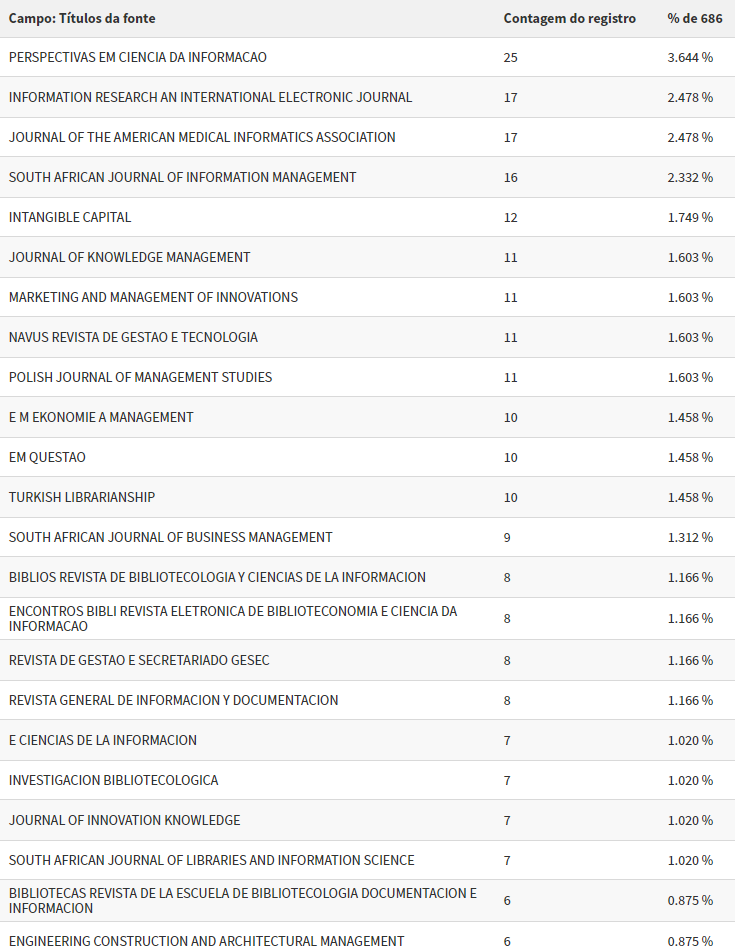 Campo: Títulos da fonte Contagem do registro % de 686
PERSPECTIVAS EM CIENCIA DA INFORMACAO 25 3.644 %
INFORMATION RESEARCH AN INTERNATIONAL ELECTRONIC JOURNAL 17 2.478 %
JOURNAL OF THE AMERICAN MEDICAL INFORMATICS ASSOCIATION 17 2.478 %
SOUTH AFRICAN JOURNAL OF INFORMATION MANAGEMENT 16 2.332 %
INTANGIBLE CAPITAL 12 1.749 %
JOURNAL OF KNOWLEDGE MANAGEMENT 11 1.603 %
MARKETING AND MANAGEMENT OF INNOVATIONS 11 1.603 %
NAVUS REVISTA DE GESTAO E TECNOLOGIA 11 1.603 %
POLISH JOURNAL OF MANAGEMENT STUDIES 11 1.603 %
E M EKONOMIE A MANAGEMENT 10 1.458 %
EM QUESTAO 10 1.458 %
TURKISH LIBRARIANSHIP 10 1.458 %
SOUTH AFRICAN JOURNAL OF BUSINESS MANAGEMENT 9 1.312 %
BIBLIOS REVISTA DE BIBLIOTECOLOGIA Y CIENCIAS DE LA INFORMACION 8 1.166 %
ENCONTROS BIBLI REVISTA ELETRONICA DE BIBLIOTECONOMIA E CIENCIA DA
INFORMACAO 8 1.166 %
REVISTA DE GESTAO E SECRETARIADO GESEC 8 1.166 %
REVISTA GENERAL DE INFORMACION Y DOCUMENTACION 8 1.166 %
E CIENCIAS DE LA INFORMACION 7 1.020 %
INVESTIGACION BIBLIOTECOLOGICA 7 1.020 %
JOURNAL OF INNOVATION KNOWLEDGE 7 1.020 %
SOUTH AFRICAN JOURNAL OF LIBRARIES AND INFORMATION SCIENCE 7 1.020 %
BIBLIOTECAS REVISTA DE LA ESCUELA DE BIBLIOTECOLOGIA DOCUMENTACION E
INFORMACION 6 0.875 %
ENGINEERING CONSTRUCTION AND ARCHITECTURAL MANAGEMENT 6 0.875 %